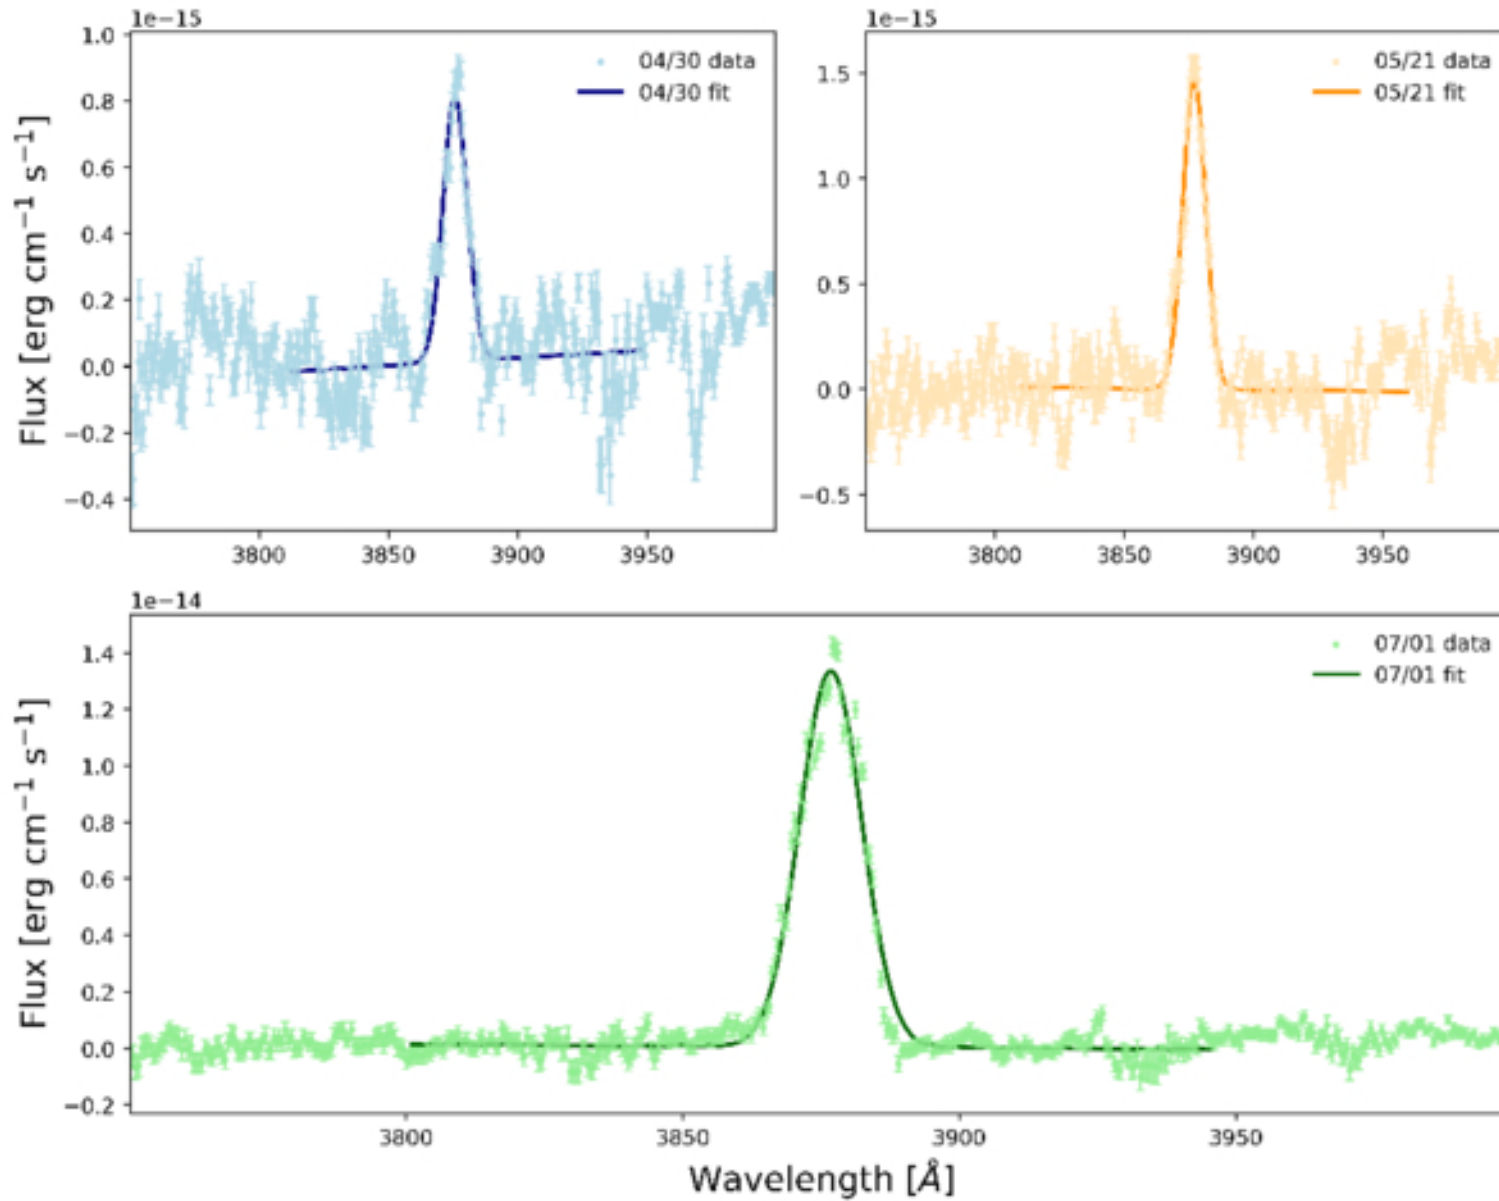 1e−15
1.0
0.8
0.6
0.4
0.2
0.0
−0.2
−0.4
Flux [erg cm⁻¹ s⁻¹]
04/30 data
04/30 fit
3800 3850 3900 3950
1e−15
1.5
1.0
0.5
0.0
−0.5
05/21 data
05/21 fit
3800 3850 3900 3950
1e−14
1.4
1.2
1.0
0.8
0.6
0.4
0.2
0.0
−0.2
Flux [erg cm⁻¹ s⁻¹]
07/01 data
07/01 fit
3800 3850 3900 3950
Wavelength [Å]